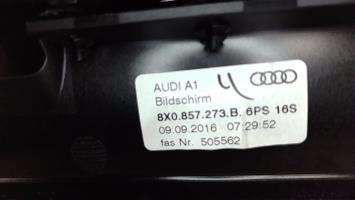 AUDI A1
Bildschirm
8X0.857.273.B. 6PS 16S
09.09.2016 07:29:52
fas Nr. 505562